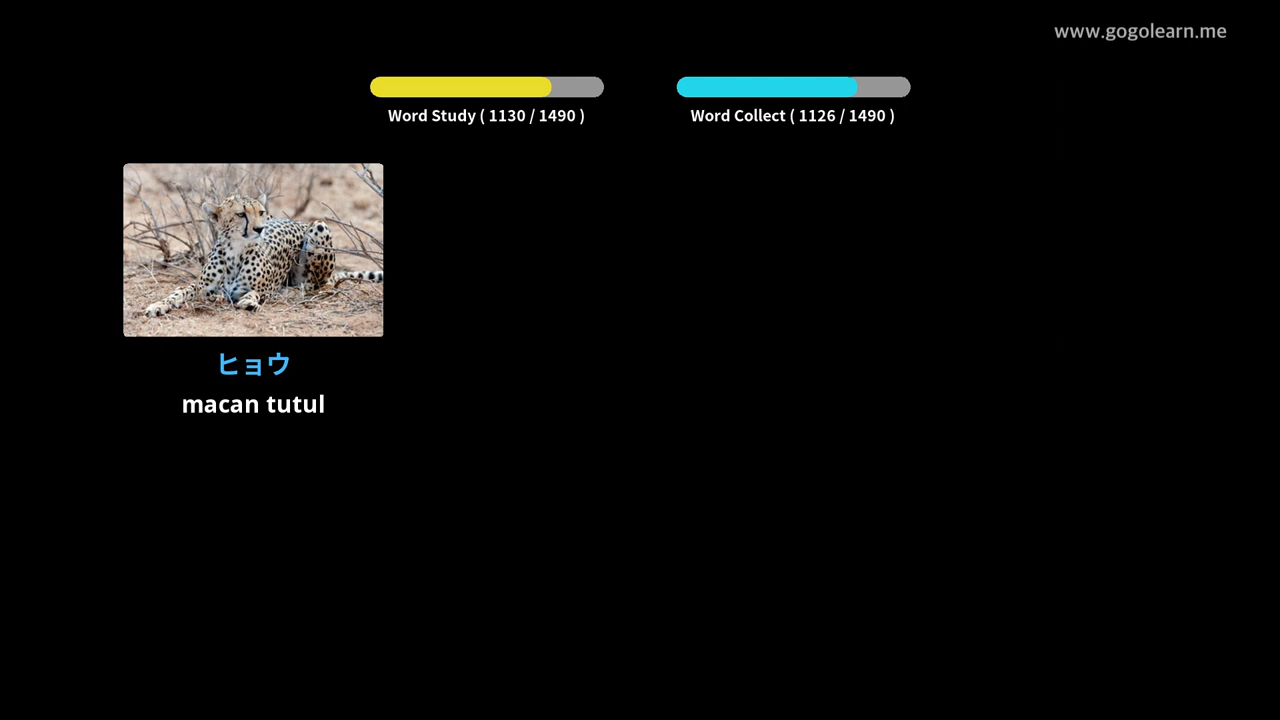 www.gogolearn.me
Word Study ( 1130 / 1490 )
Word Collect ( 1126 / 1490 )
ヒョウ
macan tutul